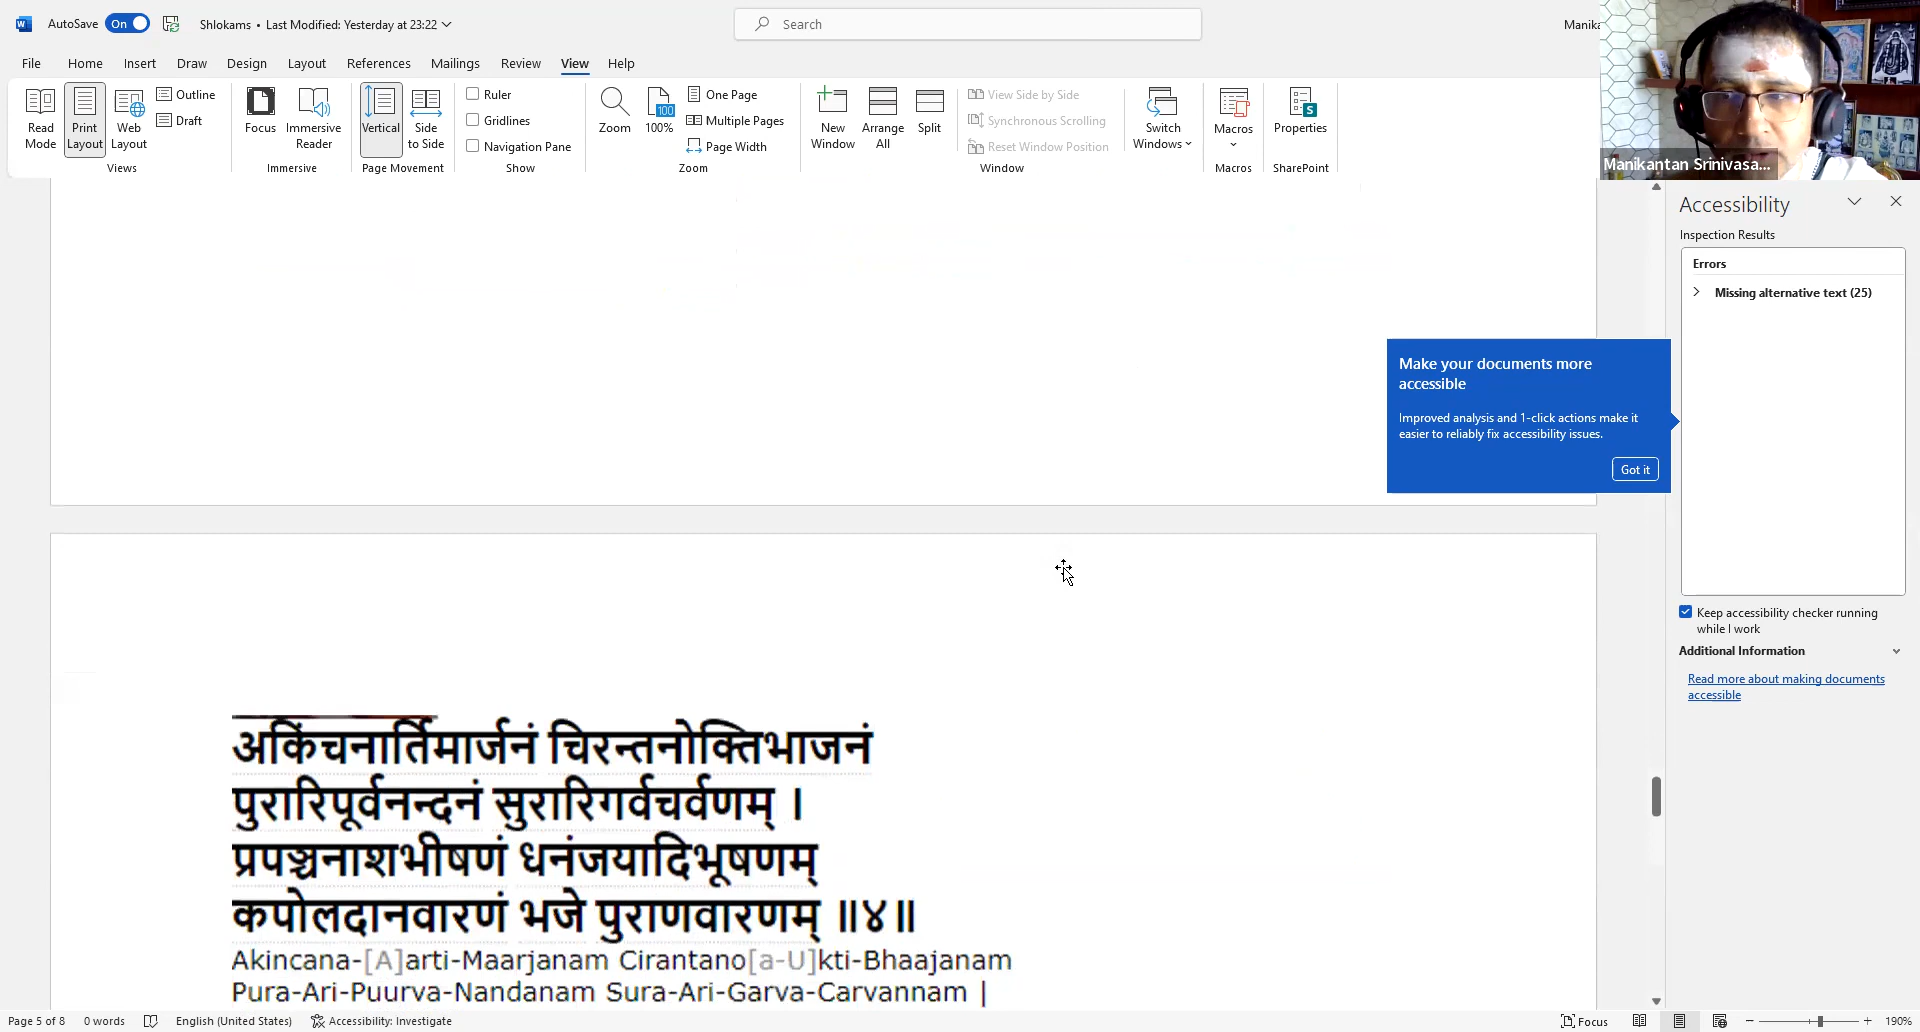 AutoSave On Shlokams • Last Modified: Yesterday at 23:22 Search Manika
File Home Insert Draw Design Layout References Mailings Review View Help
Read Mode
Print Layout
Web Layout
Outline
Draft
Views
Focus
Immersive Reader
Immersive
Vertical
Side to Side
Page Movement
Ruler
Gridlines
Navigation Pane
Show
Zoom
100
100%
One Page
Multiple Pages
Page Width
Zoom
New Window
Arrange All
Split
View Side by Side
Synchronous Scrolling
Reset Window Position
Switch Windows
Window
Macros
Macros
Properties
SharePoint
Manikantan Srinivasa...
Accessibility
Inspection Results
Errors
Missing alternative text (25)
Make your documents more
accessible
Improved analysis and 1-click actions make it
easier to reliably fix accessibility issues.
Got it
Keep accessibility checker running
while I work
Additional Information
Read more about making documents
accessible
अकिंचनार्तिमार्जनं चिरन्तनोक्तिभाजनं
पुरारिपूर्वनन्दनं सुरारिगर्वचर्वणम् ।
प्रपञ्चनाशभीषणं धनंजयादिभूषणम्
कपोलदानवारणं भजे पुराणवारणम् ॥४॥
Akincana-[A]arti-Maarjanam Cirantano[a-U]kti-Bhaajanam
Pura-Ari-Puurva-Nandanam Sura-Ari-Garva-Carvannam |
Page 5 of 8 0 words English (United States) Accessibility: Investigate Focus 190%